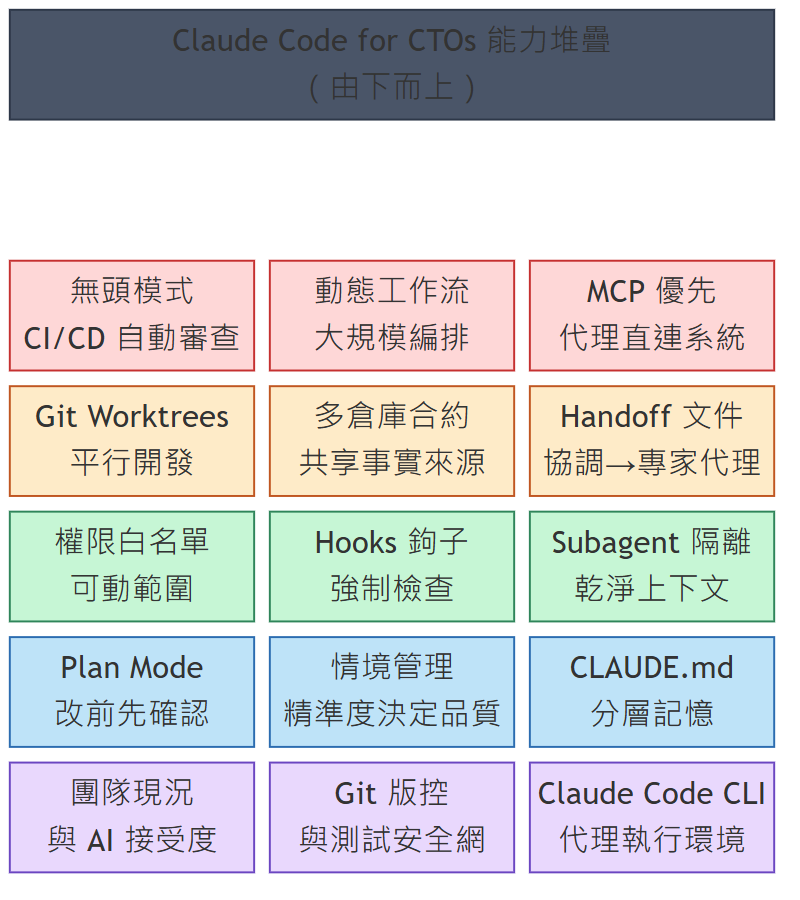 Claude Code for CTOs 能力堆疊
( 由下而上 )
無頭模式
CI/CD 自動審查
動態工作流
大規模編排
MCP 優先
代理直連系統
Git Worktrees
平行開發
多倉庫合約
共享事實來源
Handoff 文件
協調→專家代理
權限白名單
可動範圍
Hooks 鉤子
強制檢查
Subagent 隔離
乾淨上下文
Plan Mode
改前先確認
情境管理
精準度決定品質
CLAUDE.md
分層記憶
團隊現況
與 AI 接受度
Git 版控
與測試安全網
Claude Code CLI
代理執行環境